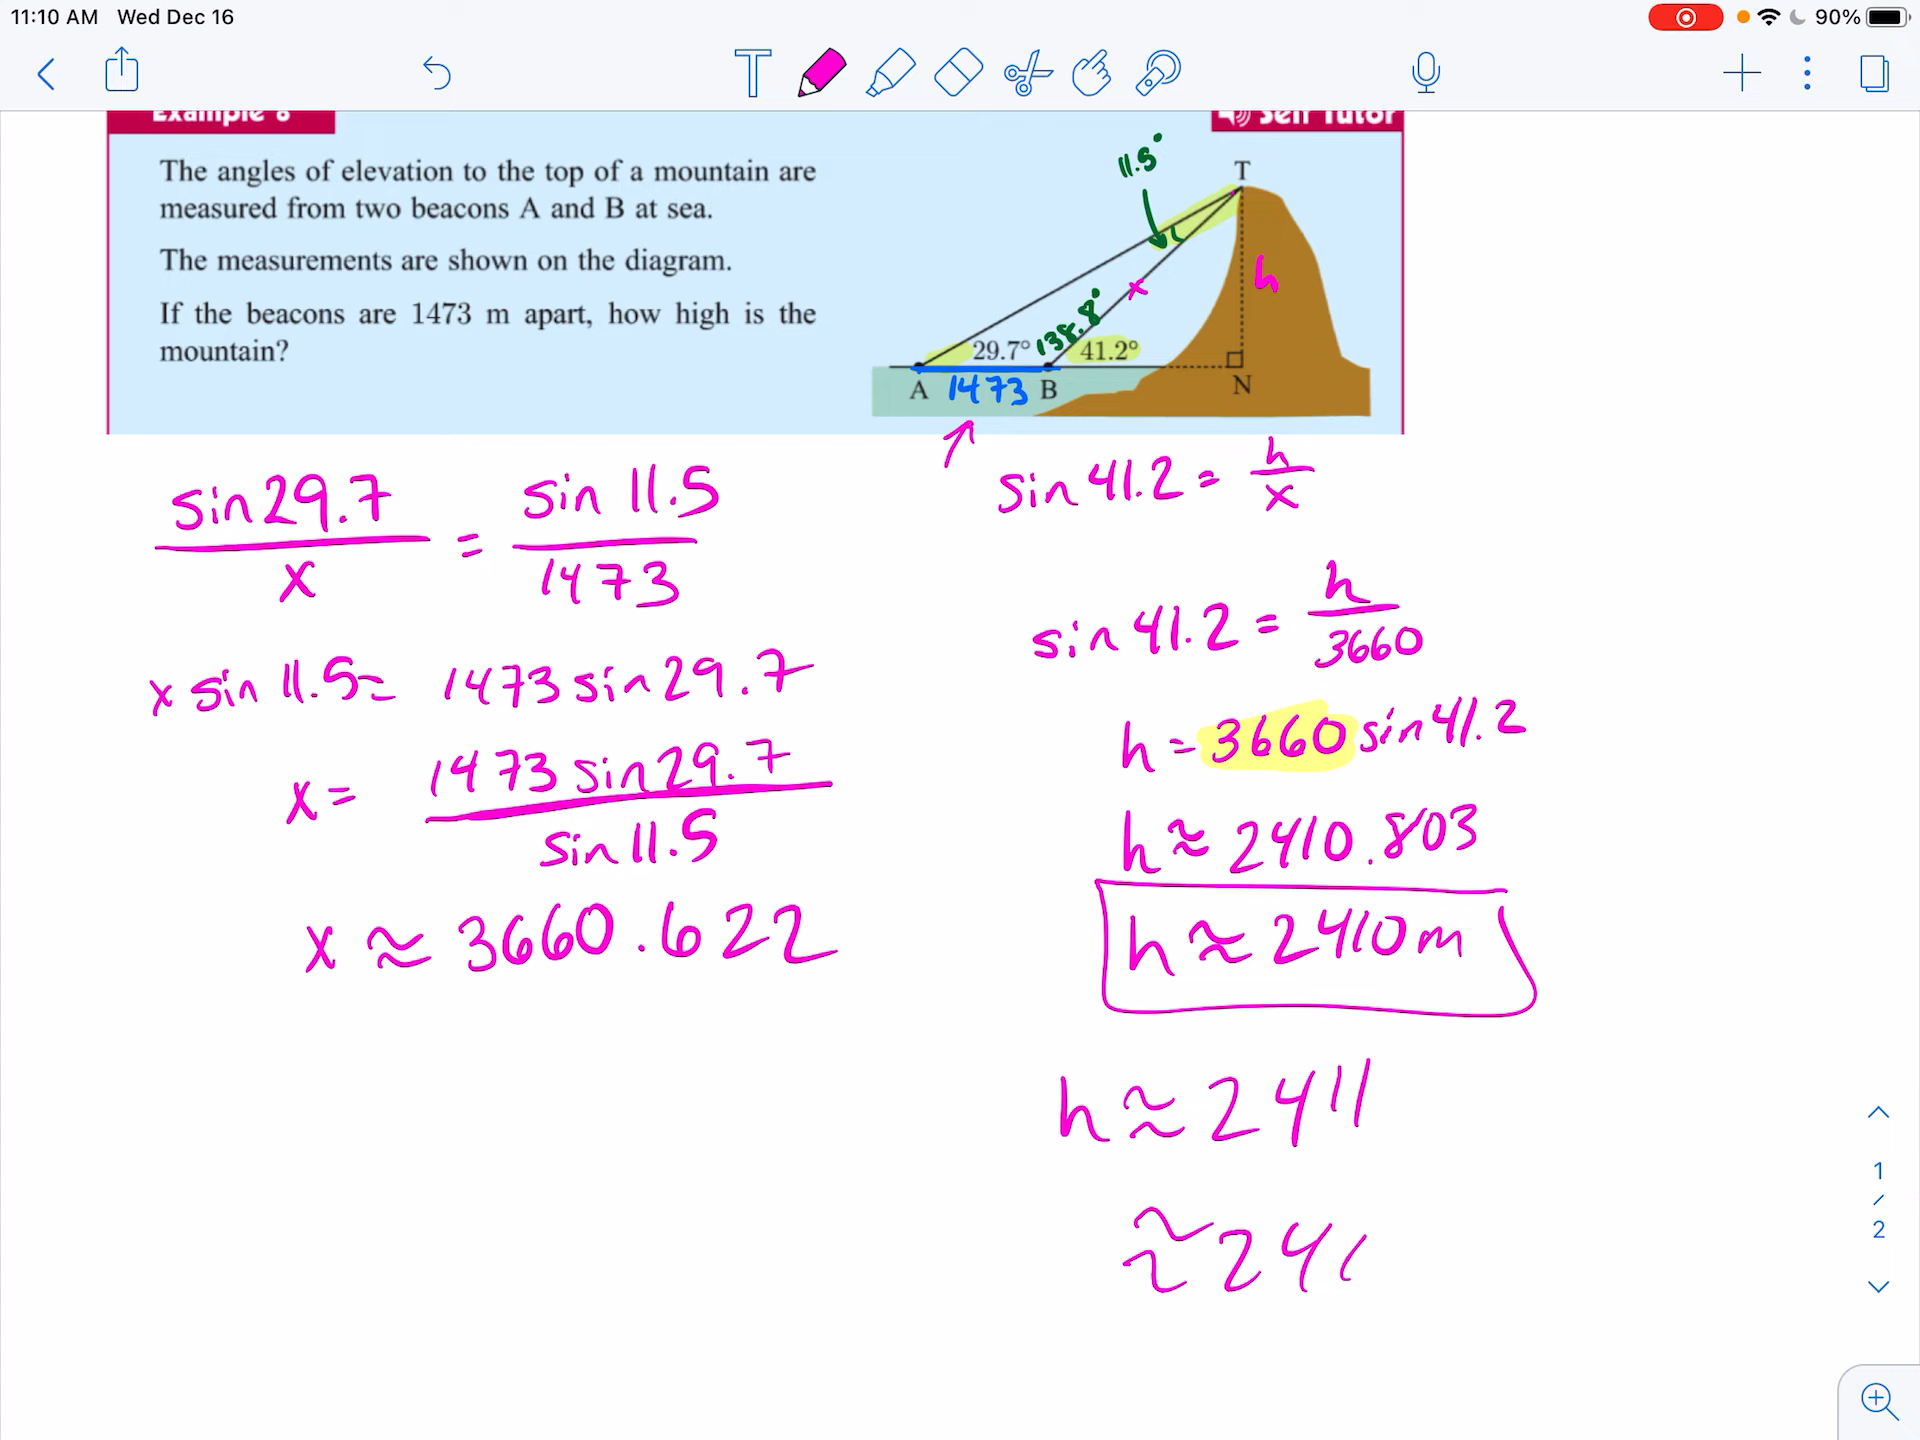 11:10 AM Wed Dec 16
90%
T
Example 8
Self Tutor
The angles of elevation to the top of a mountain are
measured from two beacons A and B at sea.
The measurements are shown on the diagram.
If the beacons are 1473 m apart, how high is the
mountain?
11.5°
T
h
x
138.8°
29.7°
41.2°
A
1473
B
N
sin 29.7 / x = sin 11.5 / 1473
x sin 11.5 = 1473 sin 29.7
x = 1473 sin 29.7 / sin 11.5
x ≈ 3660.622
sin 41.2 = h / x
sin 41.2 = h / 3660
h = 3660 sin 41.2
h ≈ 2410.803
h ≈ 2410 m
h ≈ 2411
≈ 241
1
/
2